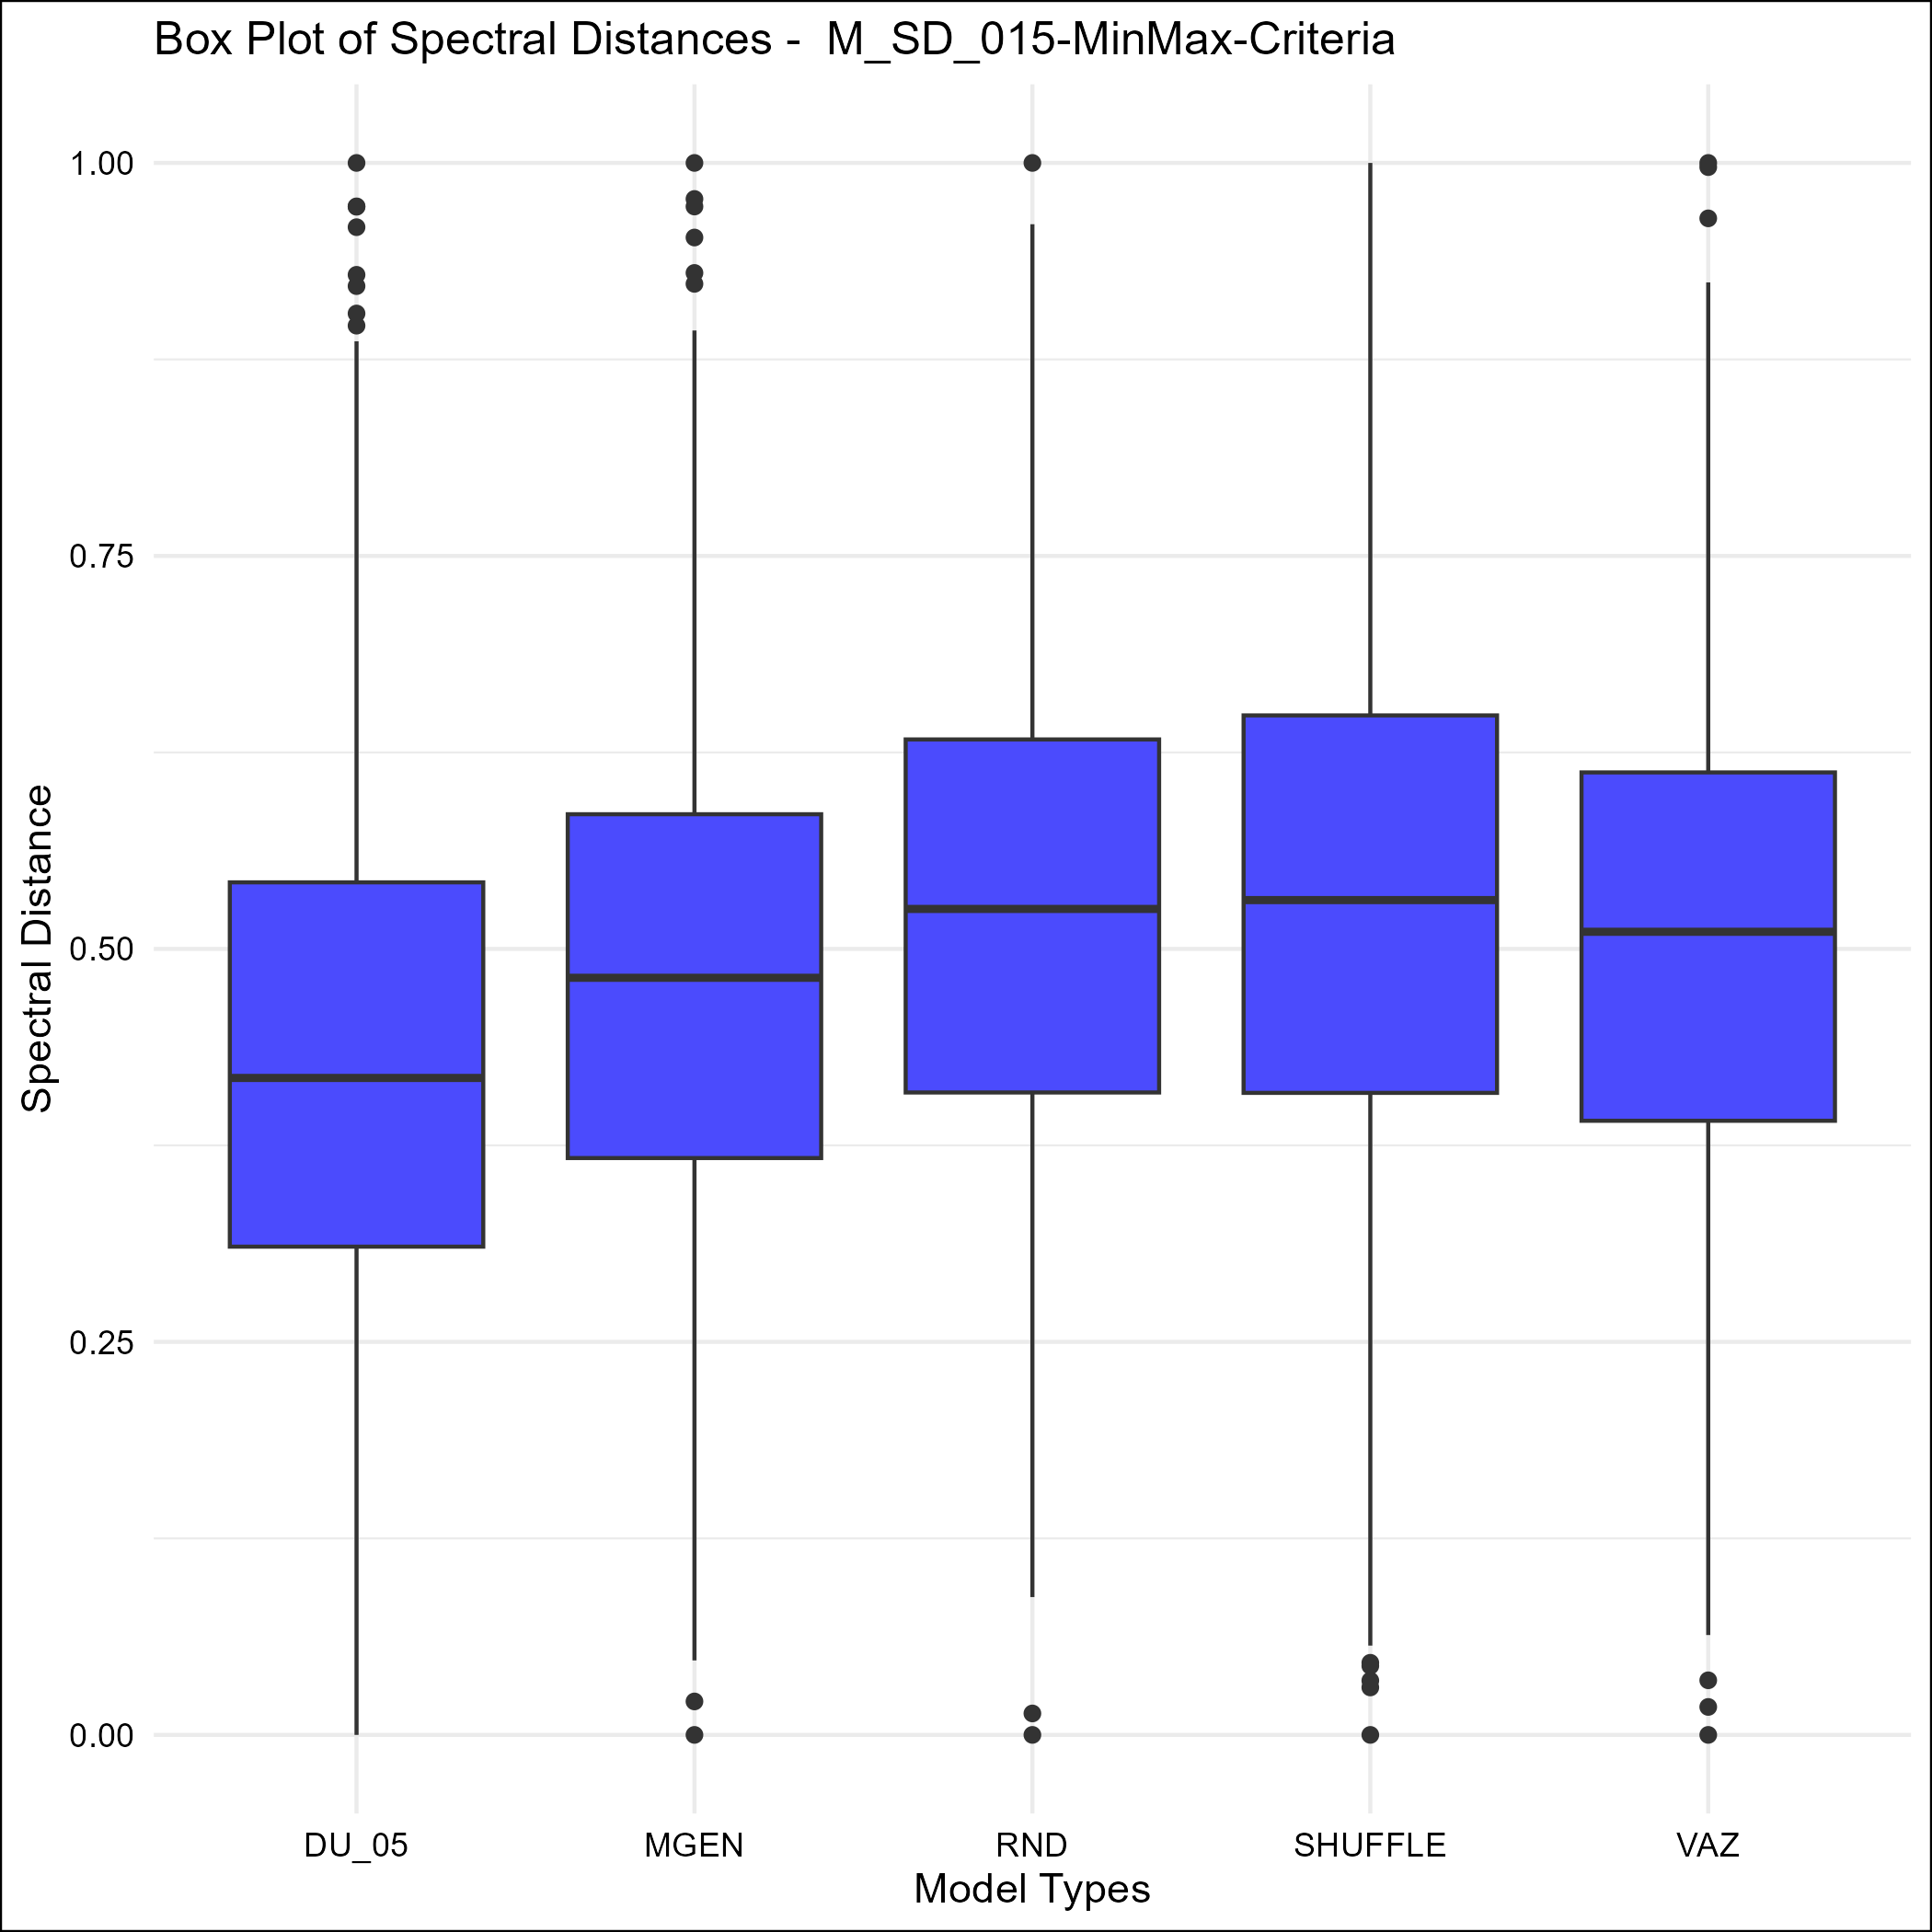 Box Plot of Spectral Distances -  M_SD_015-MinMax-Criteria
Spectral Distance
1.00
0.75
0.50
0.25
0.00
DU_05 MGEN RND SHUFFLE VAZ
Model Types